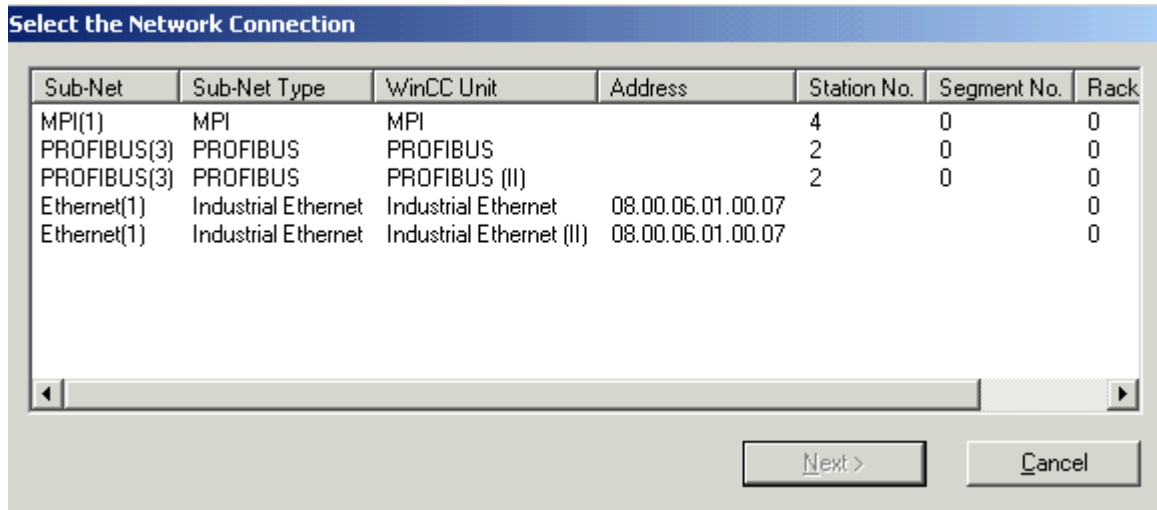 Select the Network Connection
Sub-Net Sub-Net Type WinCC Unit Address Station No. Segment No. Rack
MPI(1) MPI MPI 4 0 0
PROFIBUS(3) PROFIBUS PROFIBUS 2 0 0
PROFIBUS(3) PROFIBUS PROFIBUS (II) 2 0 0
Ethernet(1) Industrial Ethernet Industrial Ethernet 08.00.06.01.00.07 0
Ethernet(1) Industrial Ethernet Industrial Ethernet (II) 08.00.06.01.00.07 0
Next > Cancel